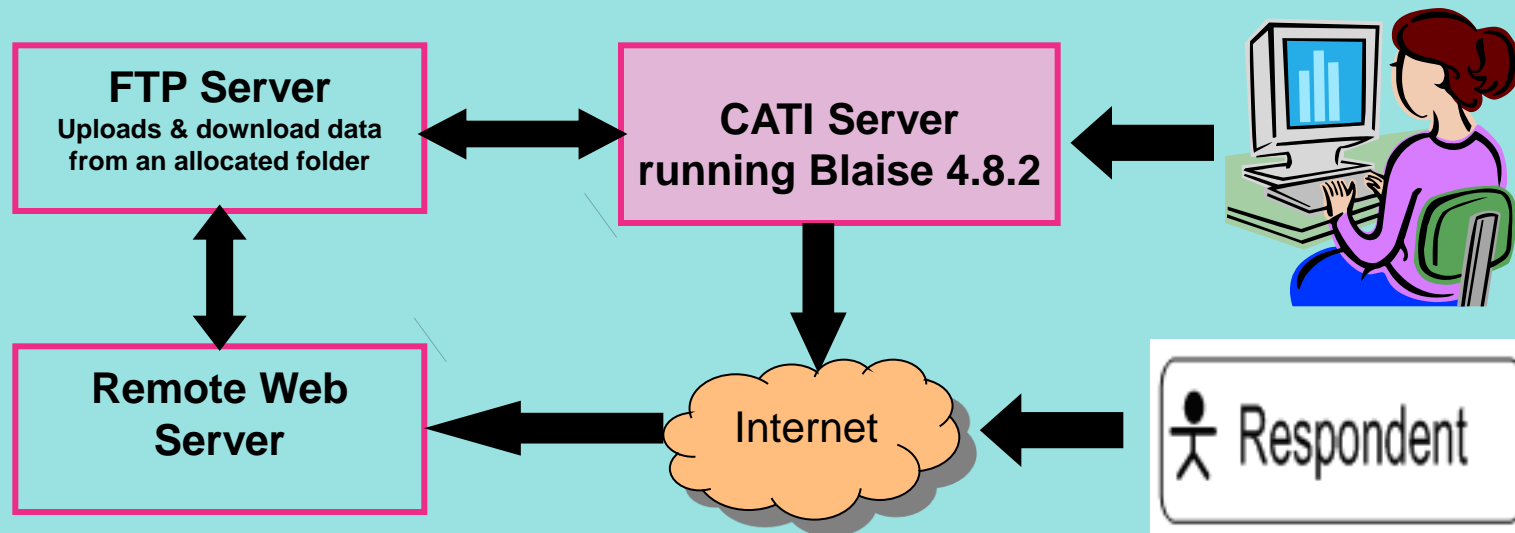 FTP Server
Uploads & download data
from an allocated folder
CATI Server
running Blaise 4.8.2
Remote Web
Server
Internet
Respondent